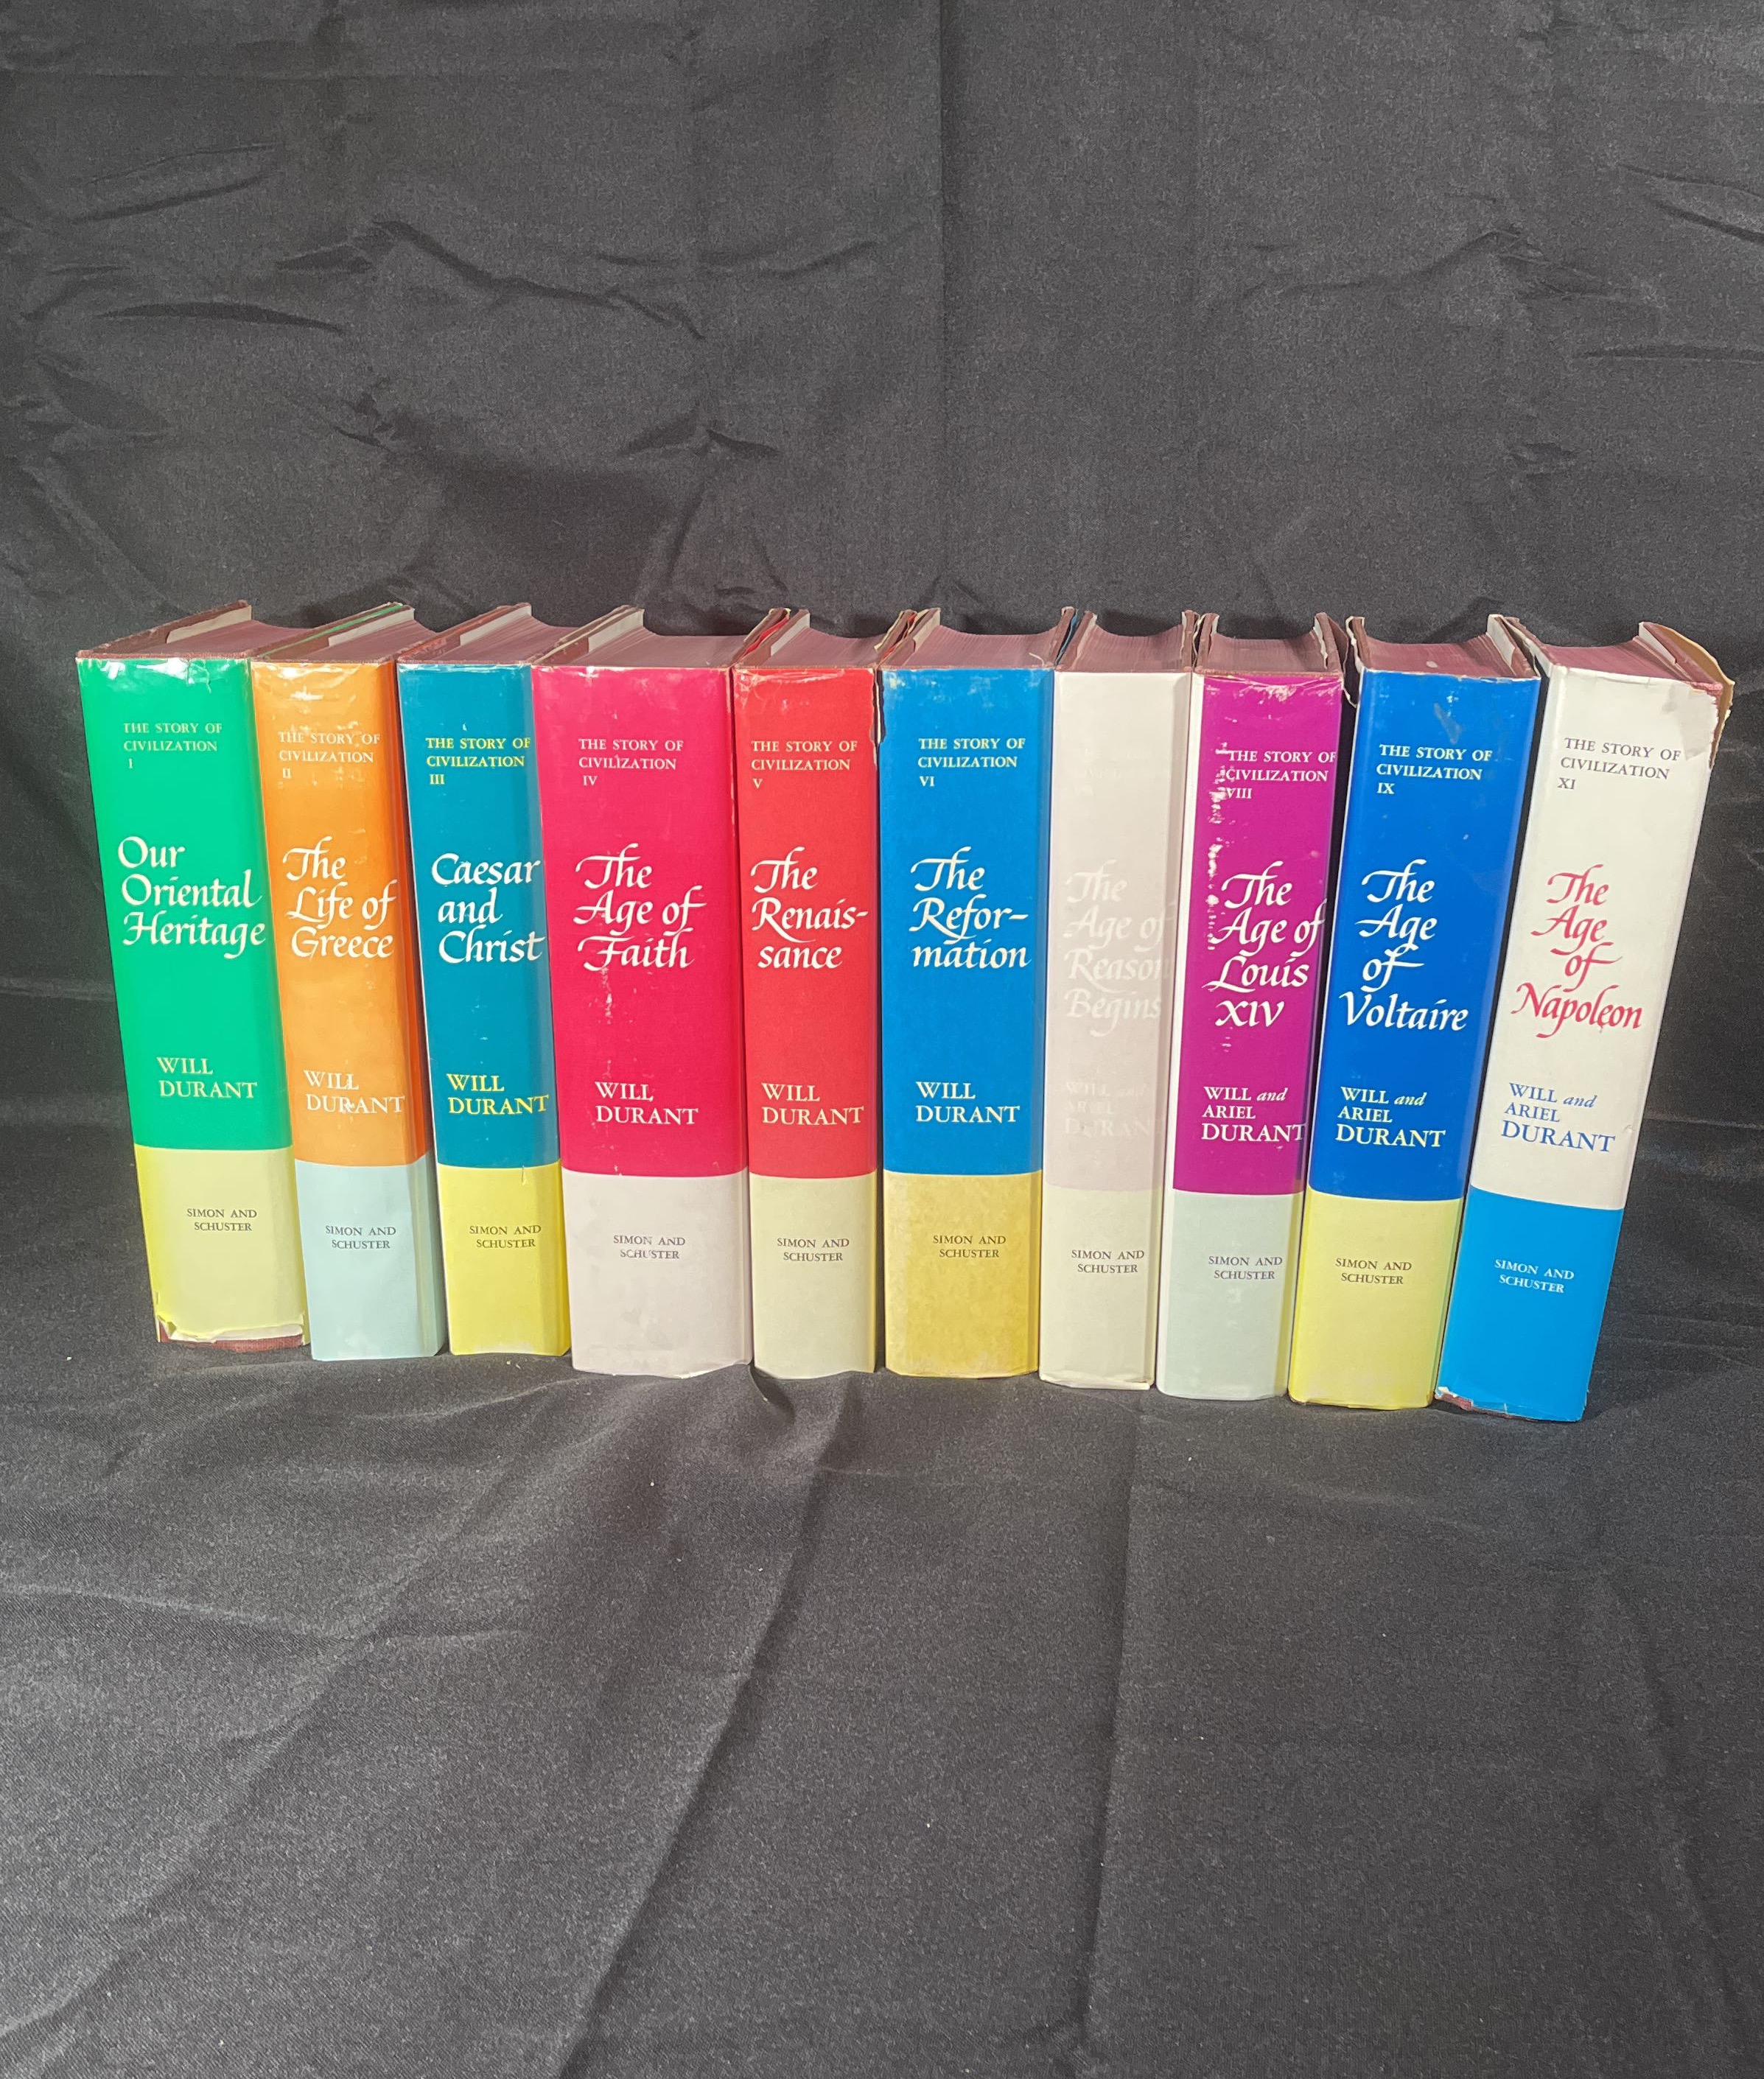 THE STORY OF
CIVILIZATION
I
Our
Oriental
Heritage
WILL
DURANT
SIMON AND
SCHUSTER
THE STORY OF
CIVILIZATION
II
The
Life of
Greece
WILL
DURANT
SIMON AND
SCHUSTER
THE STORY OF
CIVILIZATION
III
Caesar
and
Christ
WILL
DURANT
SIMON AND
SCHUSTER
THE STORY OF
CIVILIZATION
IV
The
Age of
Faith
WILL
DURANT
SIMON AND
SCHUSTER
THE STORY OF
CIVILIZATION
V
The
Renais-
sance
WILL
DURANT
SIMON AND
SCHUSTER
THE STORY OF
CIVILIZATION
VI
The
Refor-
mation
WILL
DURANT
SIMON AND
SCHUSTER
The
Age of
Reason
Begins
WILL and
ARIEL
DURANT
SIMON AND
SCHUSTER
THE STORY OF
CIVILIZATION
VIII
The
Age of
Louis
XIV
WILL and
ARIEL
DURANT
SIMON AND
SCHUSTER
THE STORY OF
CIVILIZATION
IX
The
Age
of
Voltaire
WILL and
ARIEL
DURANT
SIMON AND
SCHUSTER
THE STORY OF
CIVILIZATION
XI
The
Age
of
Napoleon
WILL and
ARIEL
DURANT
SIMON AND
SCHUSTER